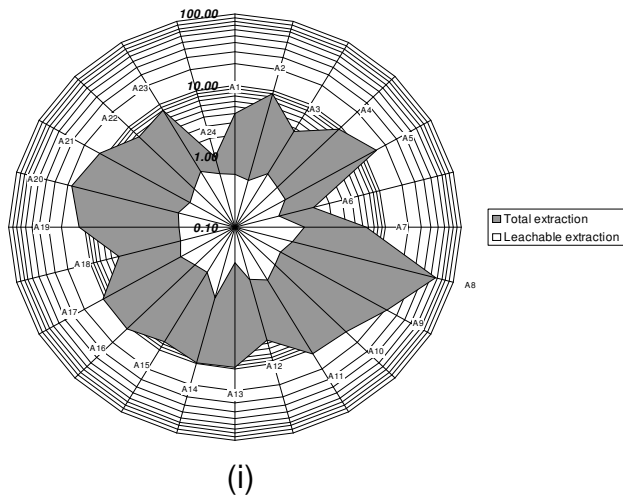 100.00
10.00
1.00
0.10
A1
A2
A3
A4
A5
A6
A7
A8
A9
A10
A11
A12
A13
A14
A15
A16
A17
A18
A19
A20
A21
A22
A23
A24
Total extraction
Leachable extraction
(i)